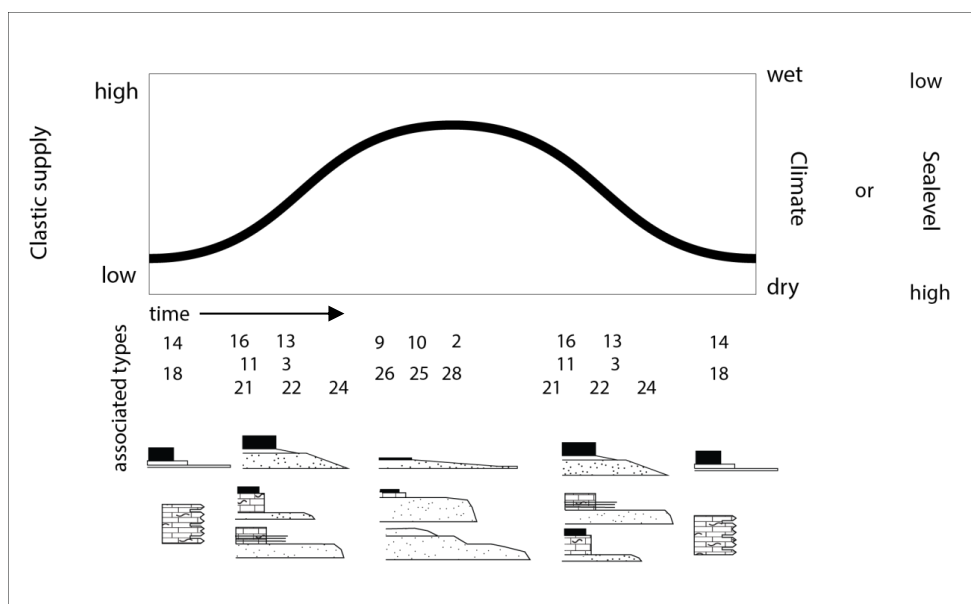 high
low
Clastic supply
wet
dry
Climate
or
low
high
Sealevel
time
associated types
14
18
16 13
11 3
21 22 24
9 10 2
26 25 28
16 13
11 3
21 22 24
14
18